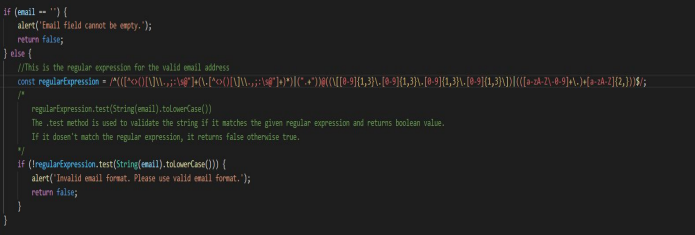 if (email == '') {
alert('Email field cannot be empty.');
return false;
} else {
//This is the regular expression for the valid email address
const regularExpression = /^(([^<>()[\]\\.,;:\s@"]+(\.[^<>()[\]\\.,;:\s@"]+)*)|(".+"))@((\[[0-9]{1,3}\.[0-9]{1,3}\.[0-9]{1,3}\.[0-9]{1,3}\])|(([a-zA-Z\-0-9]+\.)+[a-zA-Z]{2,}))$/;
/*
regularExpression.test(String(email).toLowerCase())
The .test method is used to validate the string if it matches the given regular expression and returns boolean value.
If it dosen't match the regular expression, it returns false otherwise true.
*/
if (!regularExpression.test(String(email).toLowerCase())) {
alert('Invalid email format. Please use valid email format.');
return false;
}
}